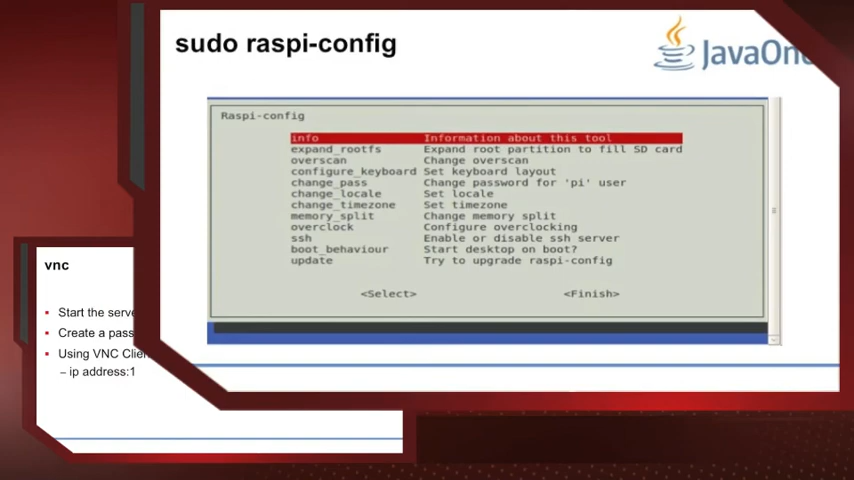 sudo raspi-config
JavaOne
Raspi-config
info Information about this tool
expand_rootfs Expand root partition to fill SD card
overscan Change overscan
configure_keyboard Set keyboard layout
change_pass Change password for 'pi' user
change_locale Set locale
change_timezone Set timezone
memory_split Change memory split
overclock Configure overclocking
ssh Enable or disable ssh server
boot_behaviour Start desktop on boot?
update Try to upgrade raspi-config
<Select> <Finish>
vnc
▪ Start the serve
▪ Create a pass
▪ Using VNC Clien
– ip address:1